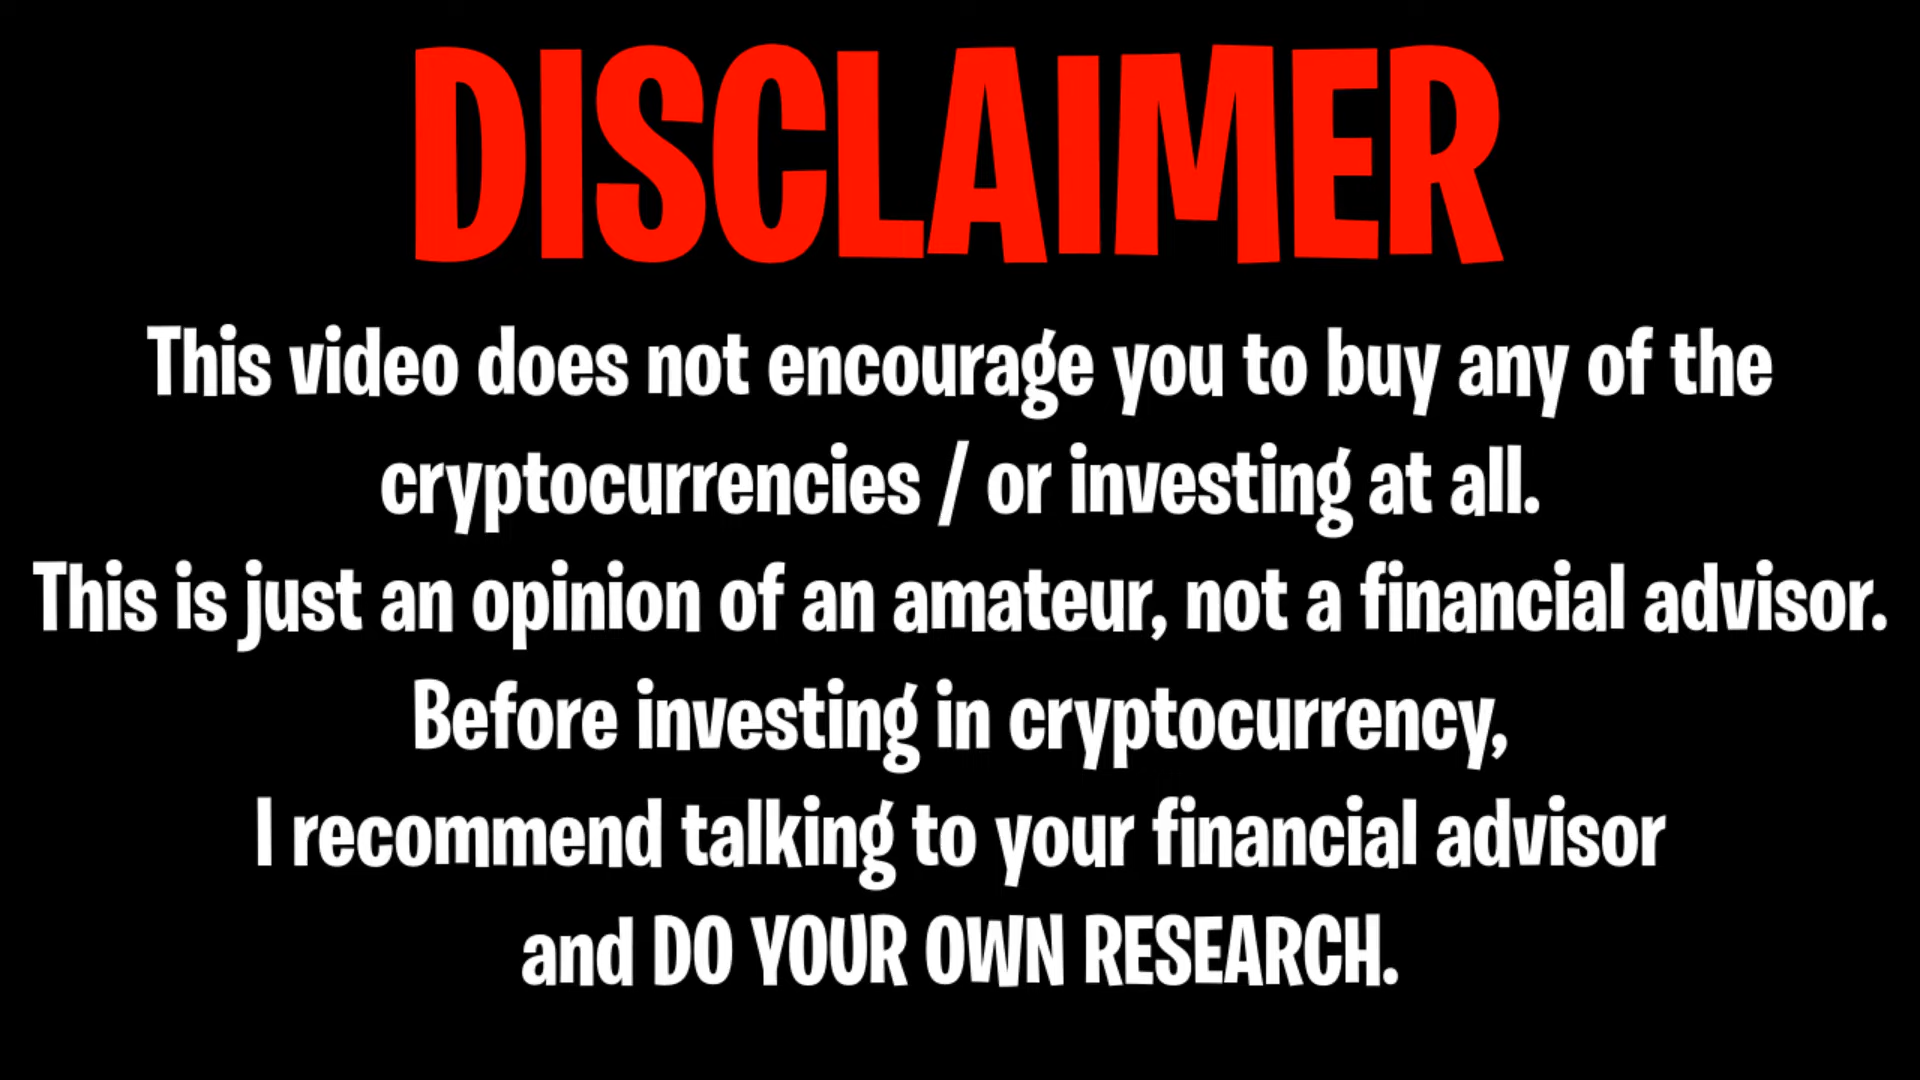 DISCLAIMER
This video does not encourage you to buy any of the
cryptocurrencies / or investing at all.
This is just an opinion of an amateur, not a financial advisor.
Before investing in cryptocurrency,
I recommend talking to your financial advisor
and DO YOUR OWN RESEARCH.